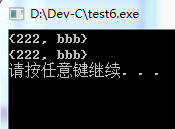 D:\Dev-C\test6.exe
{222, bbb}
{222, bbb}
请按任意键继续. . .